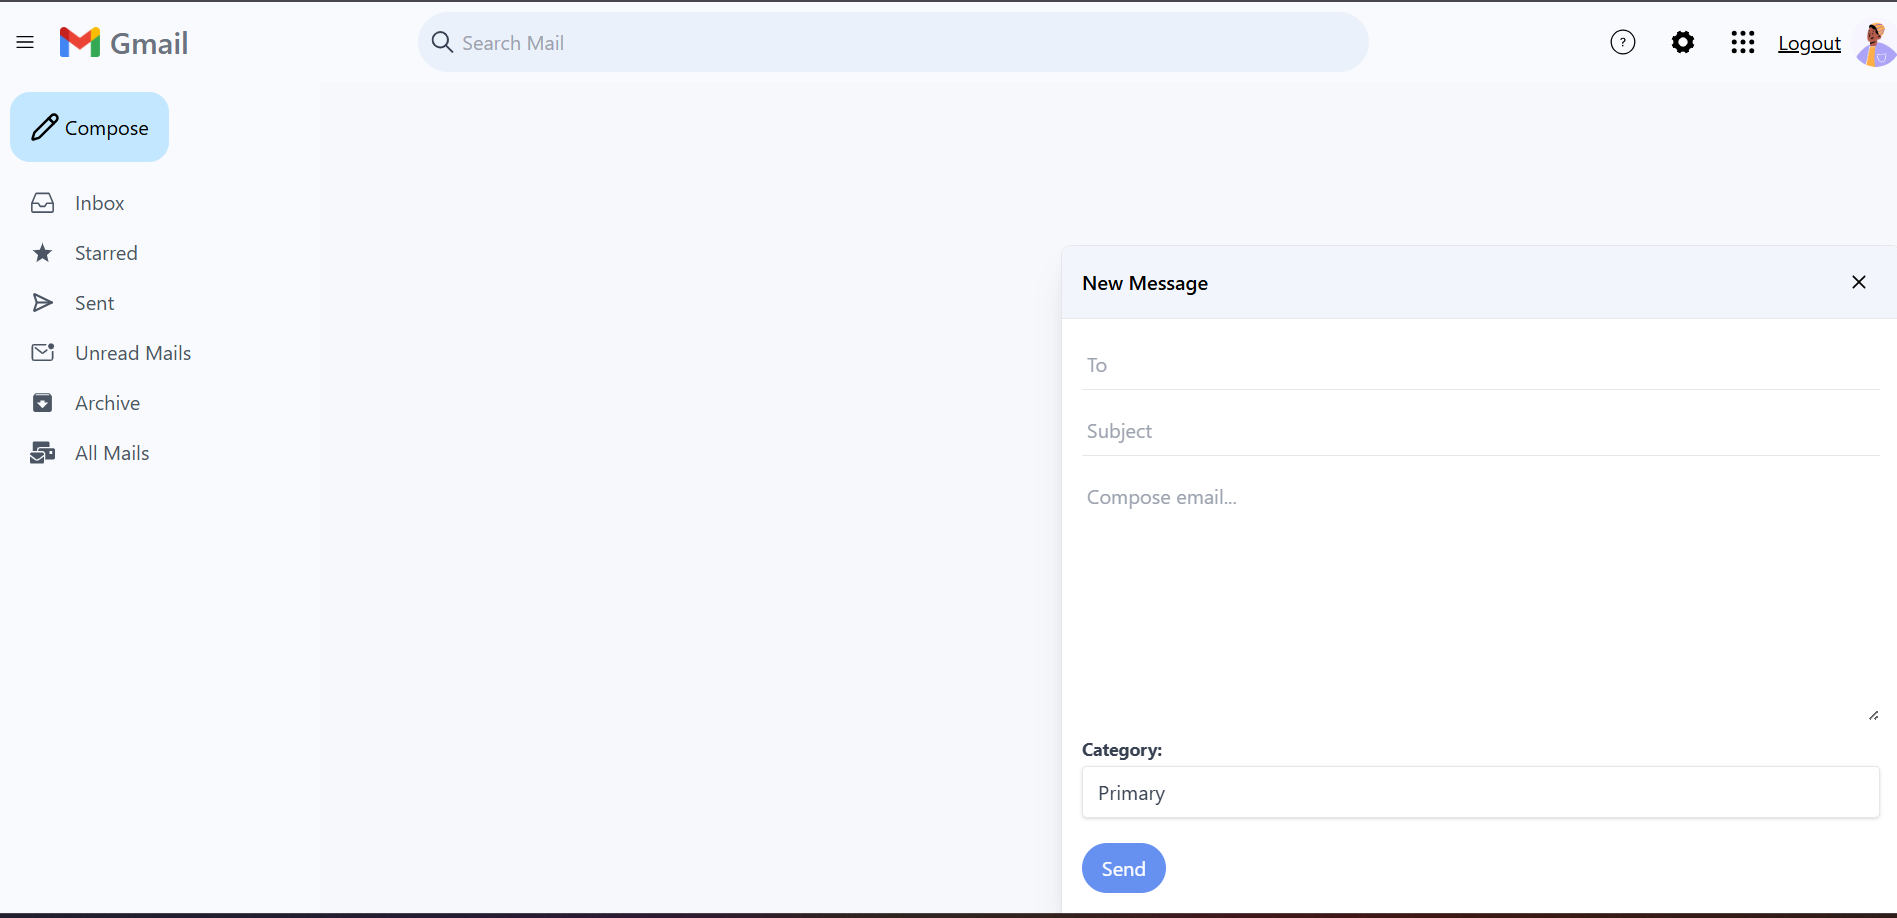 Gmail
Search Mail
?
Logout
Compose
Inbox
Starred
Sent
Unread Mails
Archive
All Mails
New Message
To
Subject
Compose email...
Category:
Primary
Send